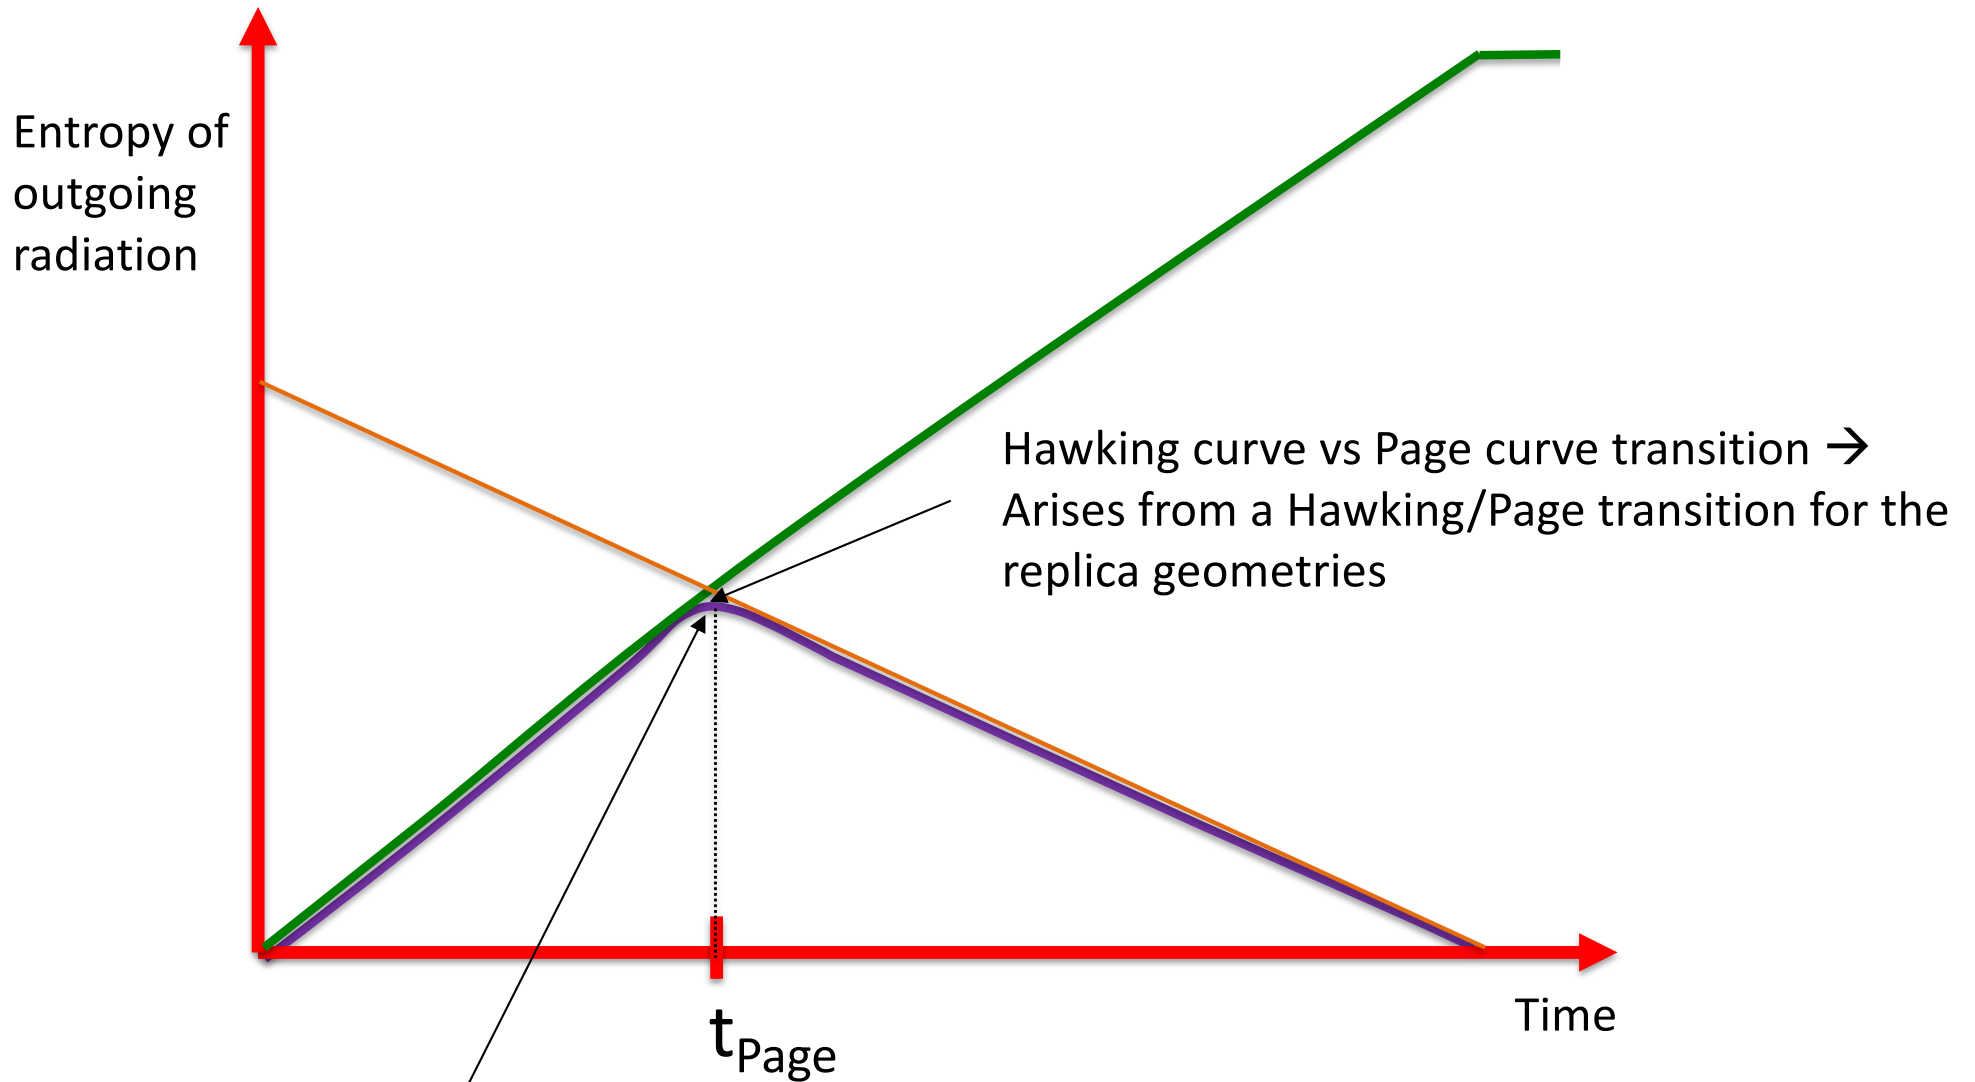 Entropy of
outgoing
radiation
Hawking curve vs Page curve transition →
Arises from a Hawking/Page transition for the
replica geometries
Time
tPage